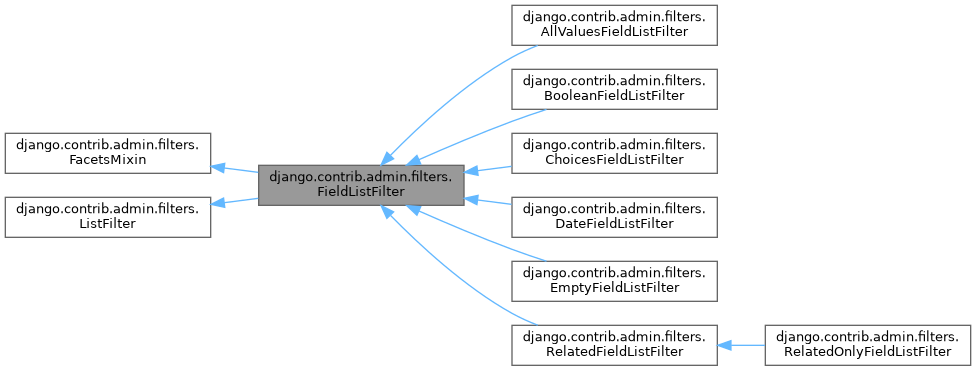 django.contrib.admin.filters.
AllValuesFieldListFilter
django.contrib.admin.filters.
BooleanFieldListFilter
django.contrib.admin.filters.
FacetsMixin
django.contrib.admin.filters.
ChoicesFieldListFilter
django.contrib.admin.filters.
FieldListFilter
django.contrib.admin.filters.
ListFilter
django.contrib.admin.filters.
DateFieldListFilter
django.contrib.admin.filters.
EmptyFieldListFilter
django.contrib.admin.filters.
RelatedFieldListFilter
django.contrib.admin.filters.
RelatedOnlyFieldListFilter